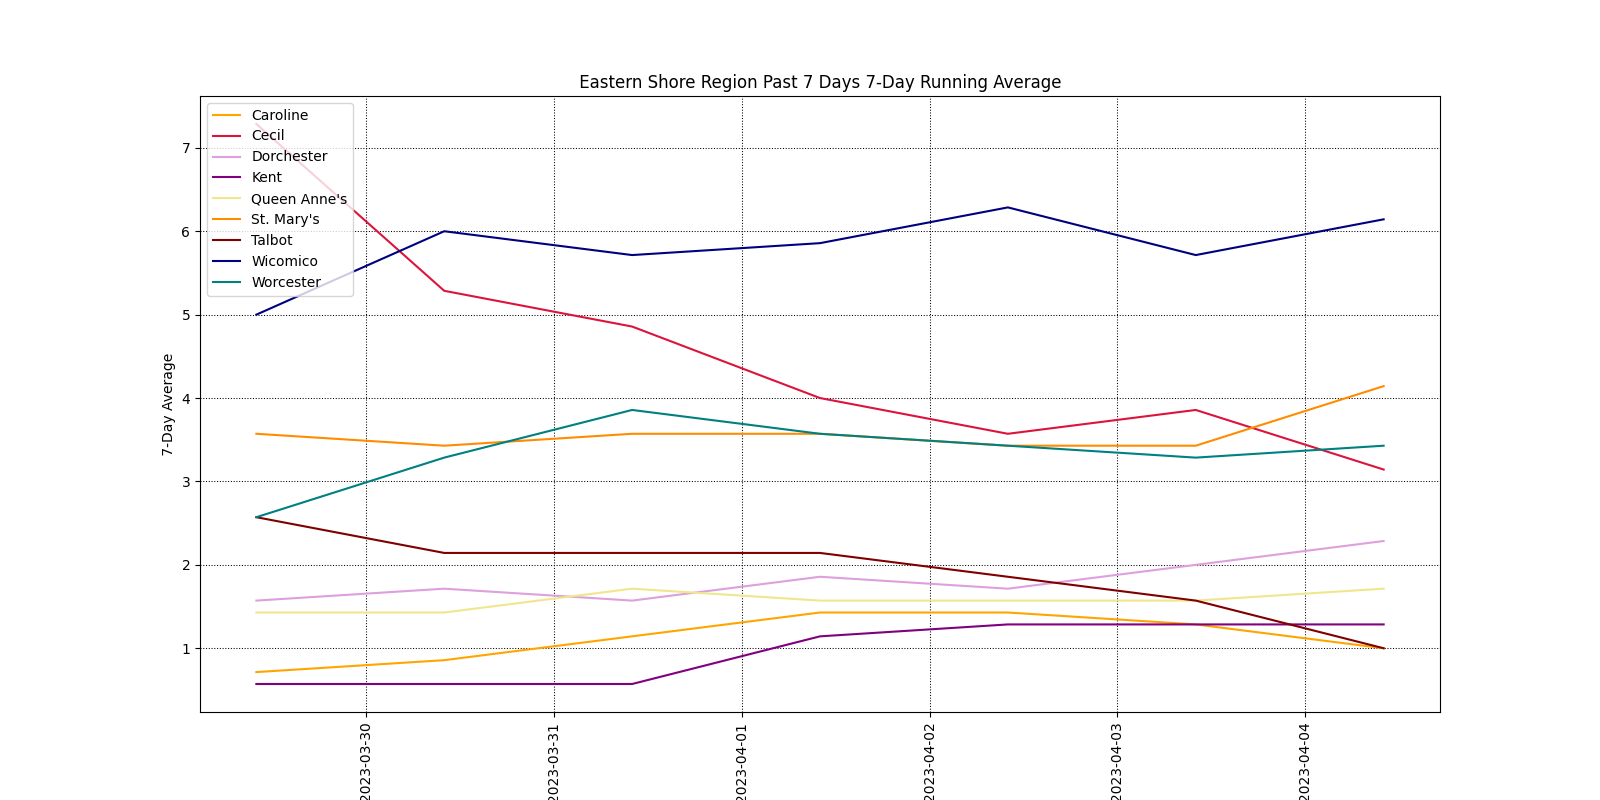 Eastern Shore Region Past 7 Days 7-Day Running Average
Caroline
Cecil
Dorchester
Kent
Queen Anne's
St. Mary's
Talbot
Wicomico
Worcester
7
6
5
4
3
2
1
7-Day Average
2023-03-30
2023-03-31
2023-04-01
2023-04-02
2023-04-03
2023-04-04